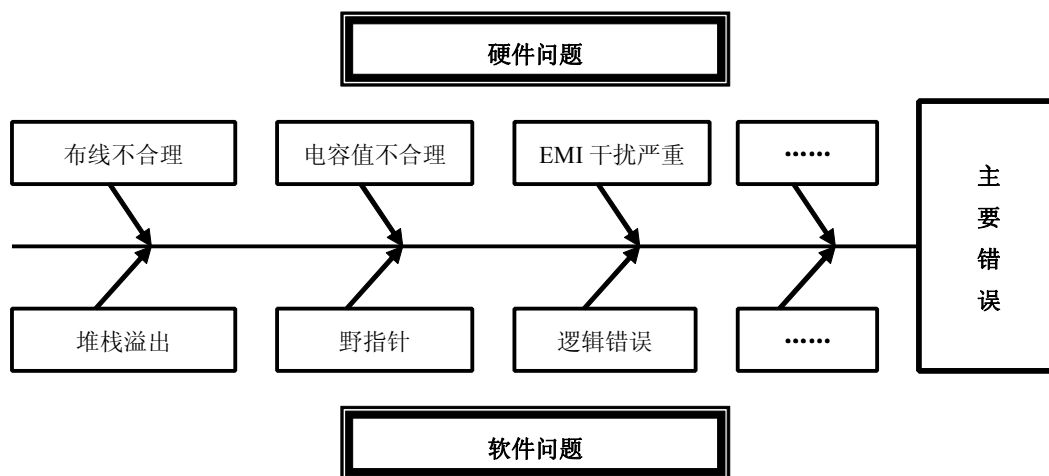 硬件问题
布线不合理
电容值不合理
EMI 干扰严重
······
主要错误
堆栈溢出
野指针
逻辑错误
······
软件问题